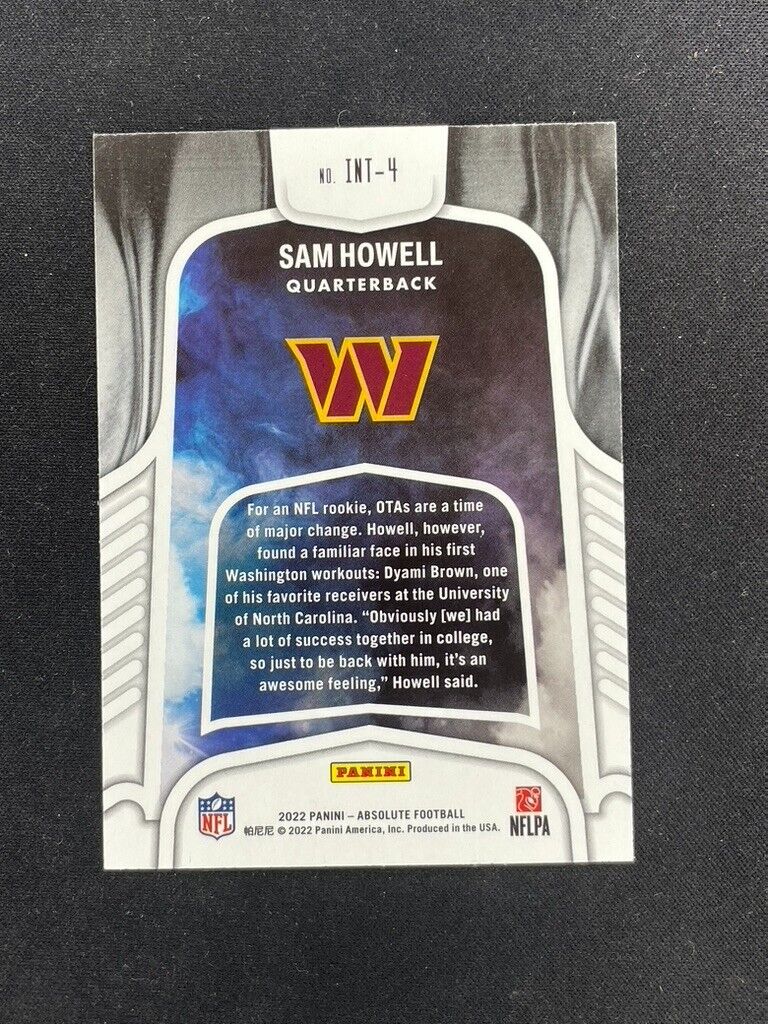 NO. INT-4
SAM HOWELL
QUARTERBACK
W
For an NFL rookie, OTAs are a time
of major change. Howell, however,
found a familiar face in his first
Washington workouts: Dyami Brown, one
of his favorite receivers at the University
of North Carolina. “Obviously [we] had
a lot of success together in college,
so just to be back with him, it’s an
awesome feeling,” Howell said.
PANINI
NFL
2022 PANINI – ABSOLUTE FOOTBALL
帕尼尼 © 2022 Panini America, Inc. Produced in the USA.
NFLPA